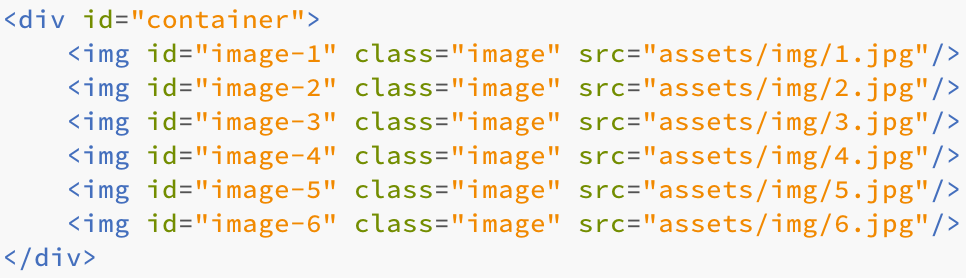 <div id="container">
    <img id="image-1" class="image" src="assets/img/1.jpg"/>
    <img id="image-2" class="image" src="assets/img/2.jpg"/>
    <img id="image-3" class="image" src="assets/img/3.jpg"/>
    <img id="image-4" class="image" src="assets/img/4.jpg"/>
    <img id="image-5" class="image" src="assets/img/5.jpg"/>
    <img id="image-6" class="image" src="assets/img/6.jpg"/>
</div>